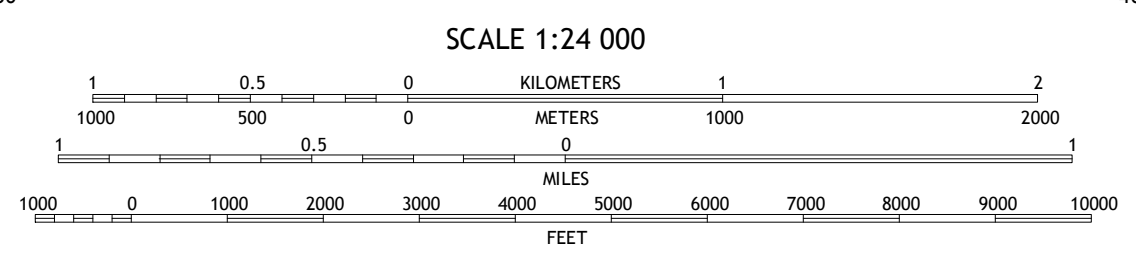 SCALE 1:24 000
1 0.5 0 KILOMETERS 1 2
1000 500 0 METERS 1000 2000
1 0.5 0 1
MILES
1000 0 1000 2000 3000 4000 5000 6000 7000 8000 9000 10000
FEET